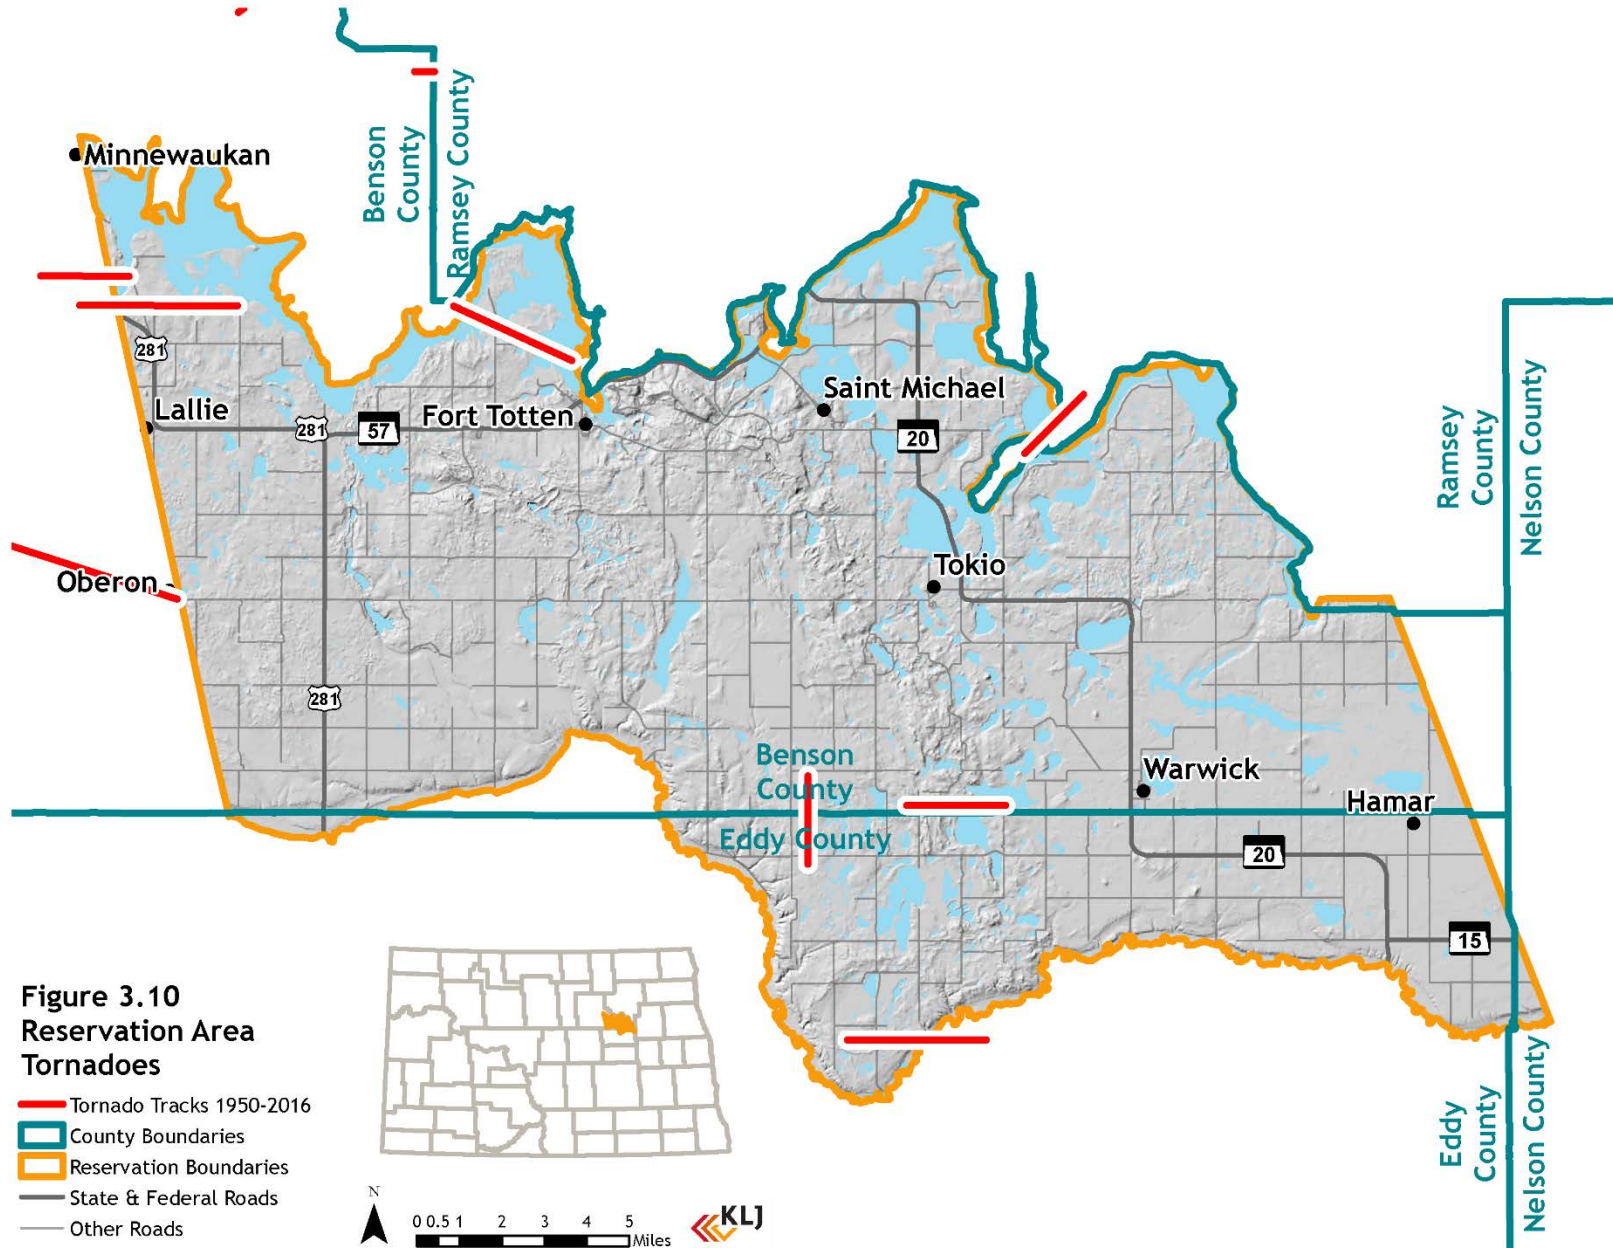 Benson
County
Ramsey County
Minnewaukan
281
Lallie
281
57
Fort Totten
Saint Michael
20
Ramsey
County
Nelson County
Oberon
Tokio
281
Benson
County
Eddy County
Warwick
Hamar
20
15
Eddy
County
Nelson County
Figure 3.10
Reservation Area
Tornadoes
Tornado Tracks 1950-2016
County Boundaries
Reservation Boundaries
State & Federal Roads
Other Roads
N
0 0.5 1 2 3 4 5
Miles
KLJ